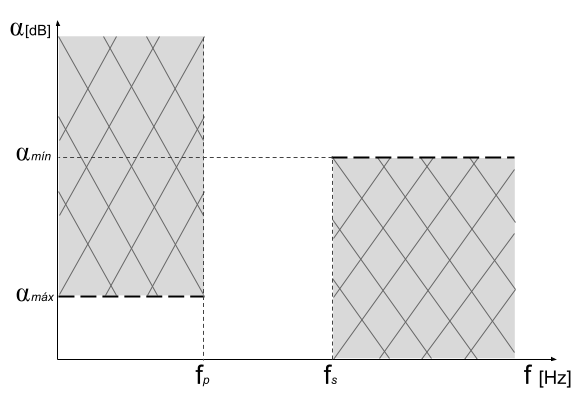 α[dB]
αmín
αmáx
fp
fs
f [Hz]